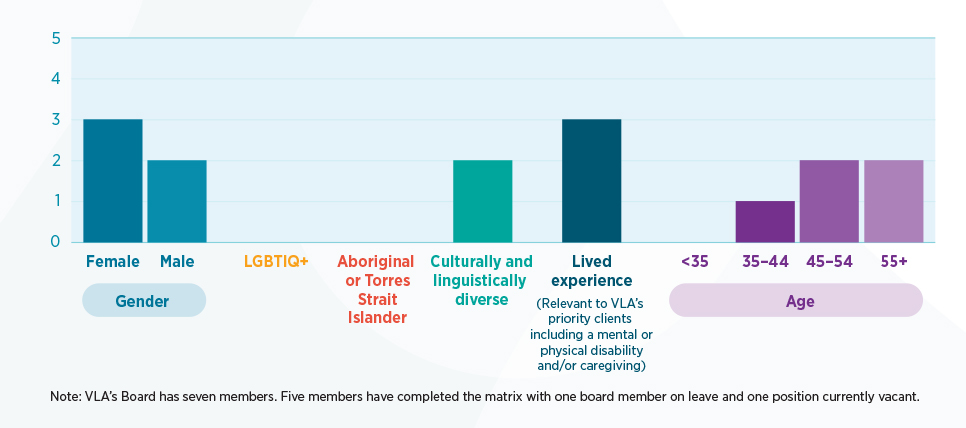 5
4
3
2
1
0
Female Male LGBTIQ+ Aboriginal Culturally and Lived <35 35–44 45–54 55+
or Torres linguistically experience
Strait diverse
Islander
Gender
(Relevant to VLA’s
priority clients
including a mental or
physical disability
and/or caregiving)
Age
Note: VLA’s Board has seven members. Five members have completed the matrix with one board member on leave and one position currently vacant.